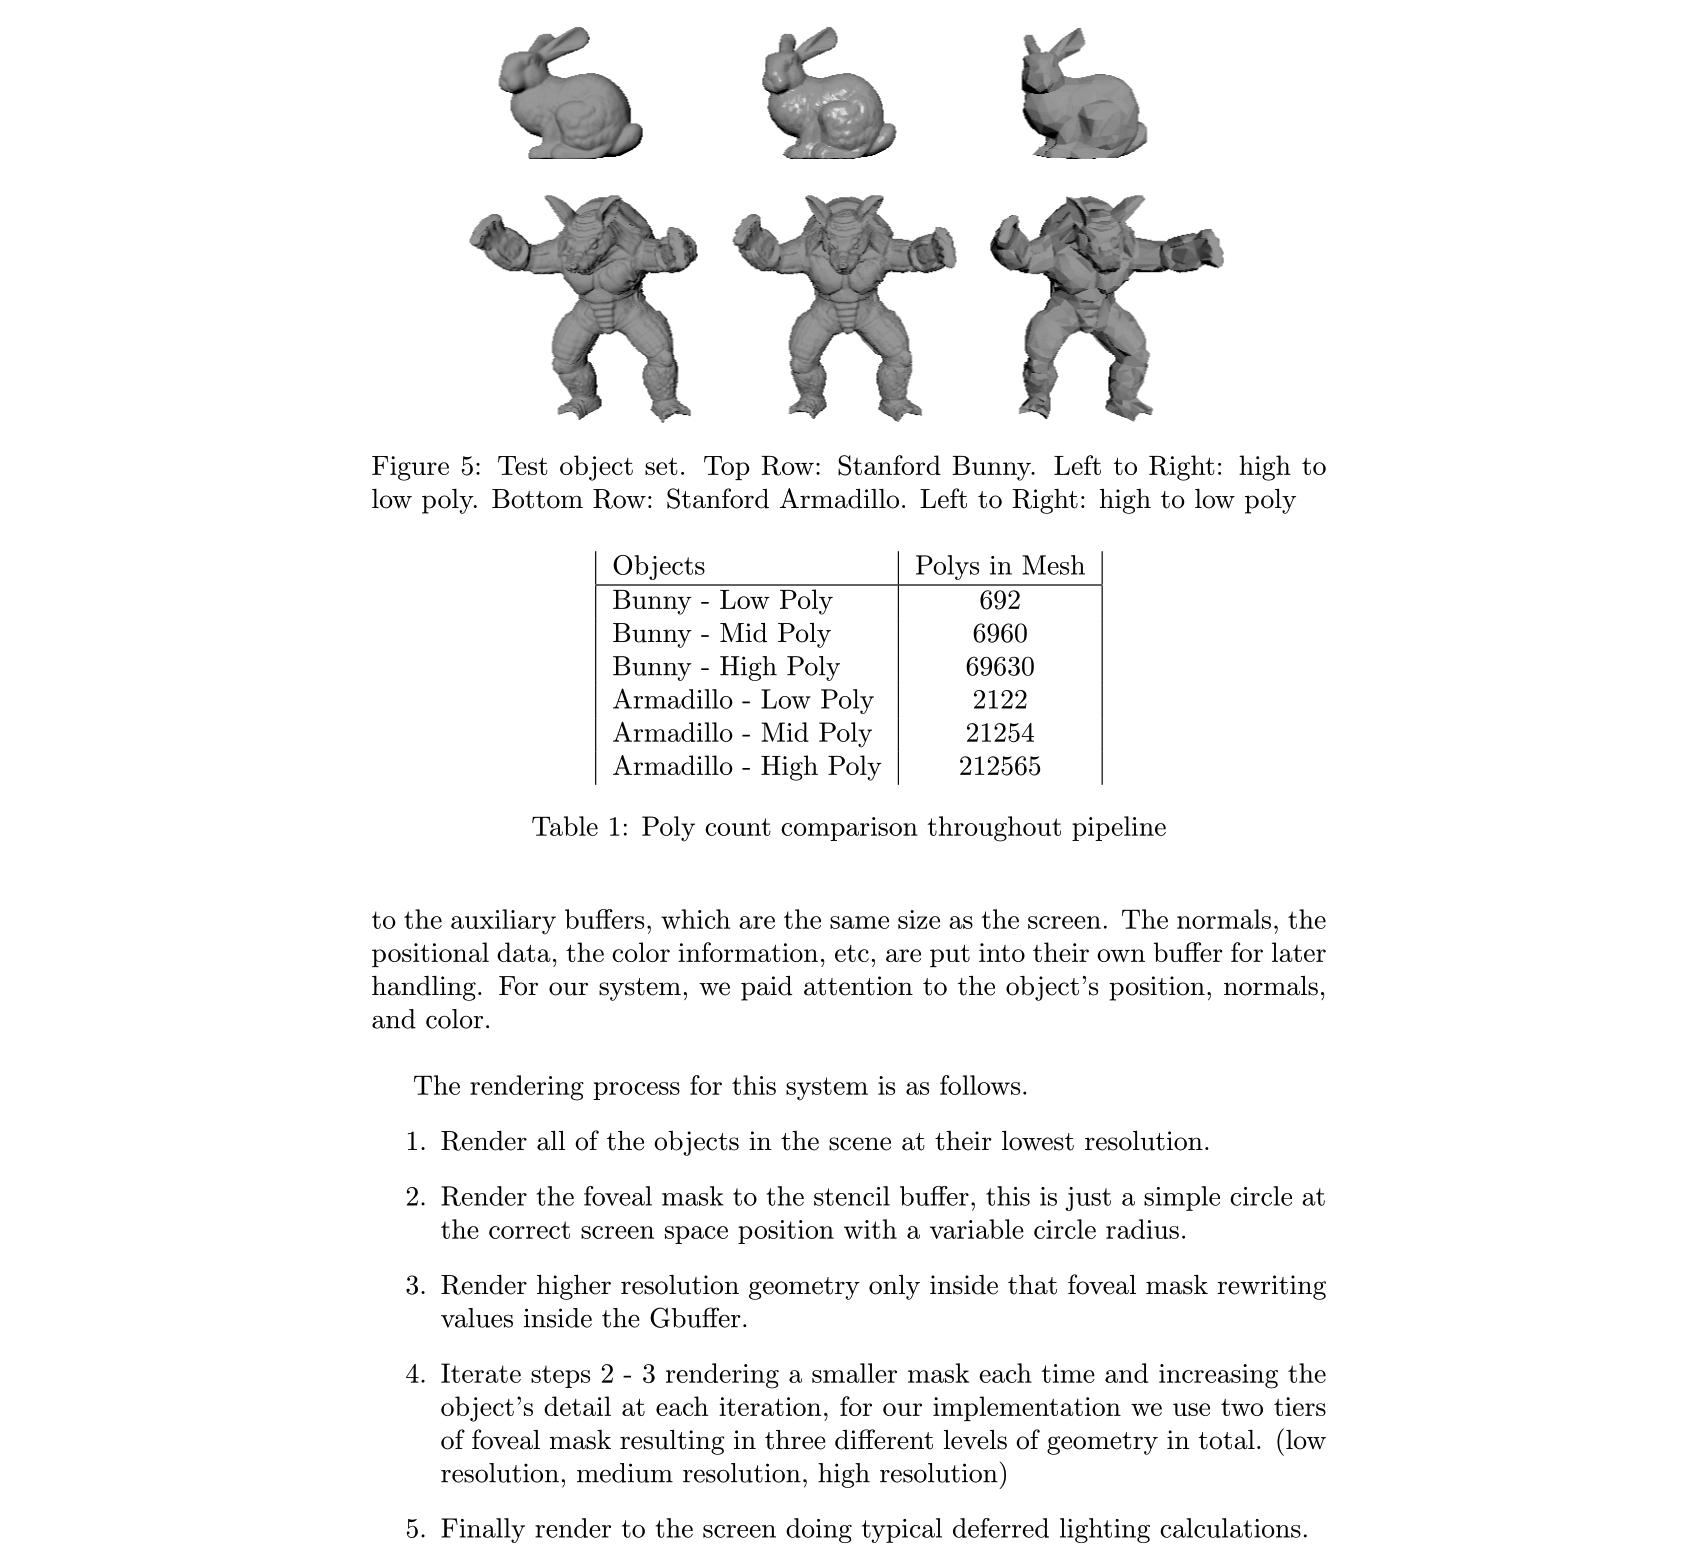 Figure 5: Test object set. Top Row: Stanford Bunny. Left to Right: high to
low poly. Bottom Row: Stanford Armadillo. Left to Right: high to low poly
Objects Polys in Mesh
Bunny - Low Poly 692
Bunny - Mid Poly 6960
Bunny - High Poly 69630
Armadillo - Low Poly 2122
Armadillo - Mid Poly 21254
Armadillo - High Poly 212565
Table 1: Poly count comparison throughout pipeline
to the auxiliary buffers, which are the same size as the screen. The normals, the
positional data, the color information, etc, are put into their own buffer for later
handling. For our system, we paid attention to the object's position, normals,
and color.
The rendering process for this system is as follows.
1. Render all of the objects in the scene at their lowest resolution.
2. Render the foveal mask to the stencil buffer, this is just a simple circle at
the correct screen space position with a variable circle radius.
3. Render higher resolution geometry only inside that foveal mask rewriting
values inside the Gbuffer.
4. Iterate steps 2 - 3 rendering a smaller mask each time and increasing the
object's detail at each iteration, for our implementation we use two tiers
of foveal mask resulting in three different levels of geometry in total. (low
resolution, medium resolution, high resolution)
5. Finally render to the screen doing typical deferred lighting calculations.